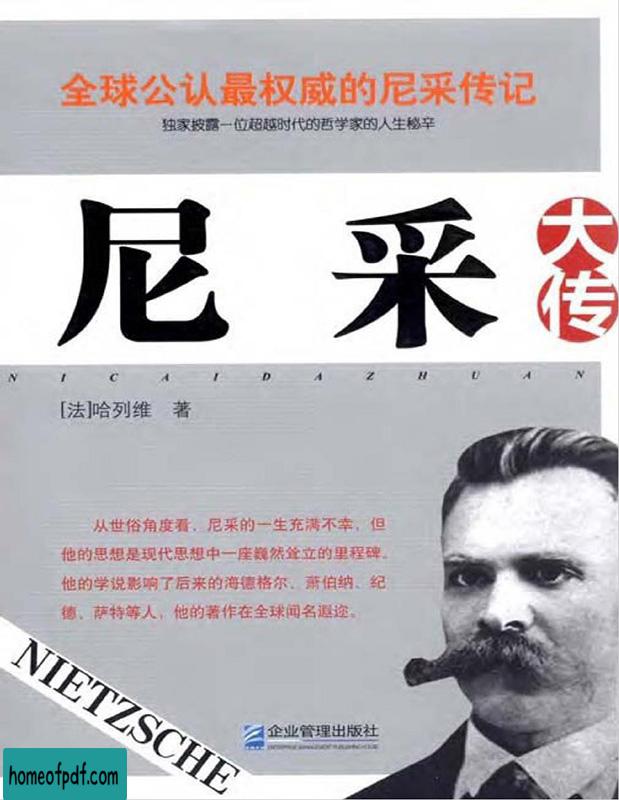 全球公认最权威的尼采传记
独家披露一位超越时代的哲学家的人生秘辛
尼采
大传
NICAIDAZHUAN
[法]哈列维 著
从世俗角度看，尼采的一生充满不幸，但
他的思想是现代思想中一座巍然耸立的里程碑。
他的学说影响了后来的海德格尔、萧伯纳、纪
德、萨特等人，他的著作在全球闻名遐迩。
NIETZSCHE
企业管理出版社
ENTERPRISE MANAGEMENT PUBLISHING HOUSE
homeofpdf.com